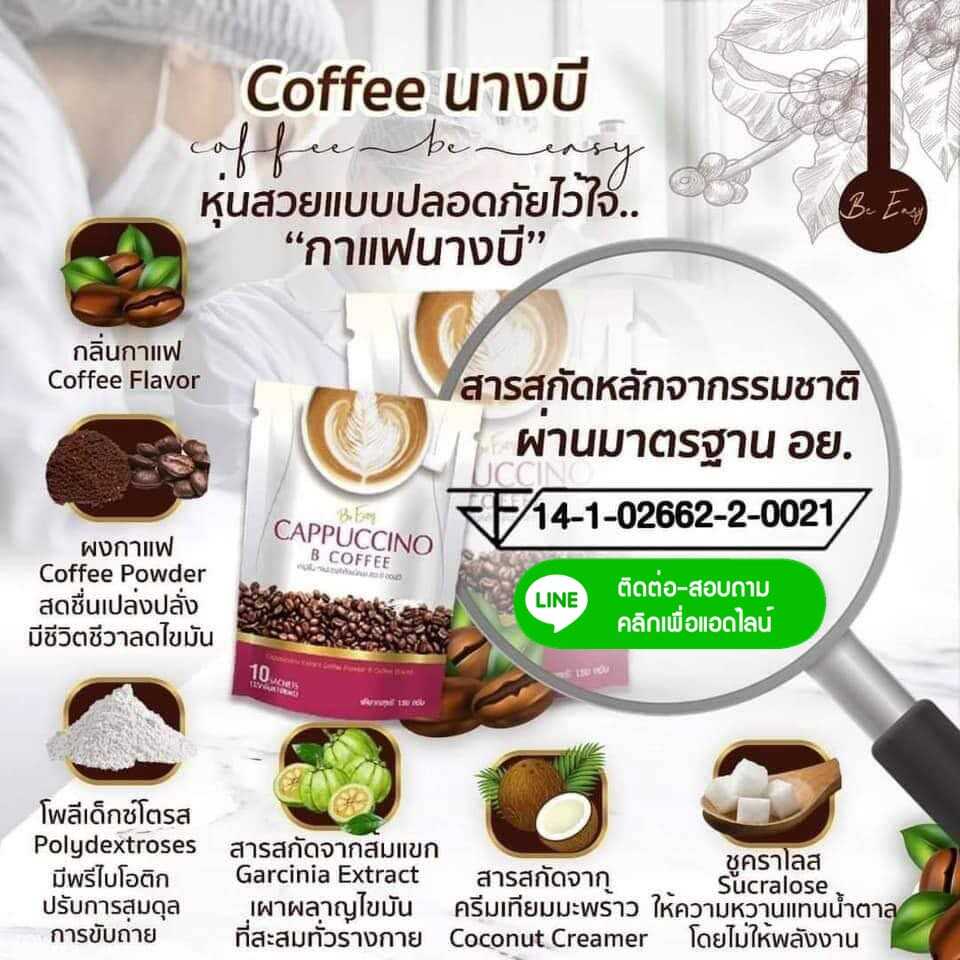 Coffee นางบี
coffee be easy
หุ่นสวยแบบปลอดภัยไว้ใจ..
“กาแฟนางบี”
Be Easy
กลิ่นกาแฟ
Coffee Flavor
สารสกัดหลักจากรรมชาติ
ผ่านมาตรฐาน อย.
14-1-02662-2-0021
LINE
ติดต่อ-สอบถาม
คลิกเพื่อแอดไลน์
ผงกาแฟ
Coffee Powder
สดชื่นเปล่งปลั่ง
มีชีวิตชีวาลดไขมัน
Be Easy
CAPPUCCINO
B COFFEE
10 SACHETS
UCCINO
COFFEE
โพลีเด็กซ์โตรส
Polydextroses
มีพรีไบโอติก
ปรับการสมดุล
การขับถ่าย
สารสกัดจากส้มแขก
Garcinia Extract
เผาผลาญไขมัน
ที่สะสมทั่วร่างกาย
สารสกัดจาก
ครีมเทียมมะพร้าว
Coconut Creamer
ซูคราโลส
Sucralose
ให้ความหวานแทนน้ำตาล
โดยไม่ให้พลังงาน